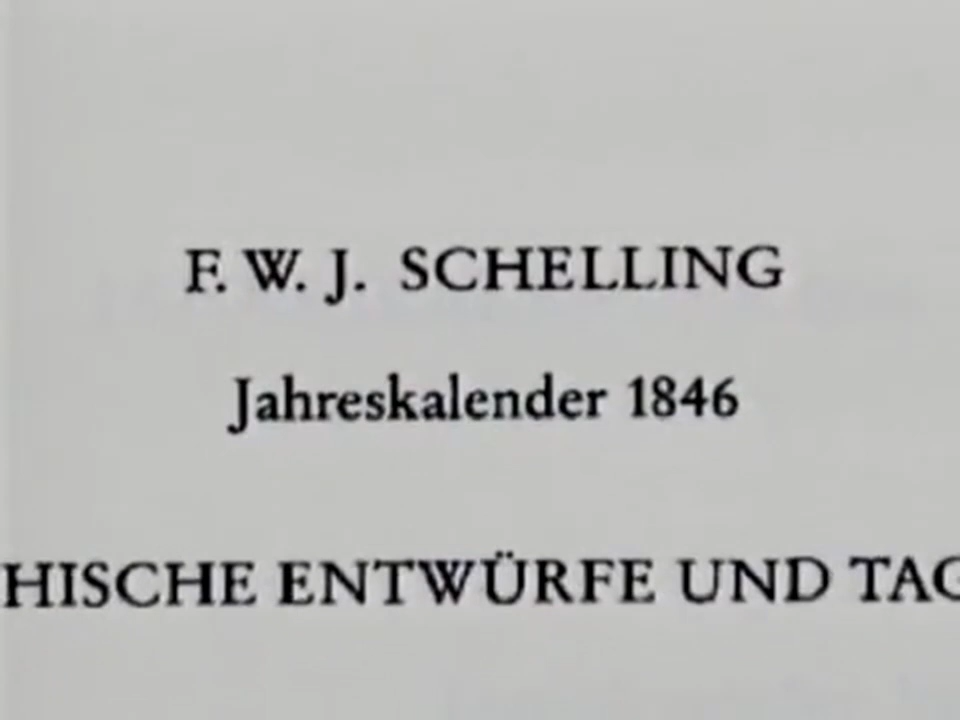 F. W. J. SCHELLING
Jahreskalender 1846
HISCHE ENTWÜRFE UND TAG